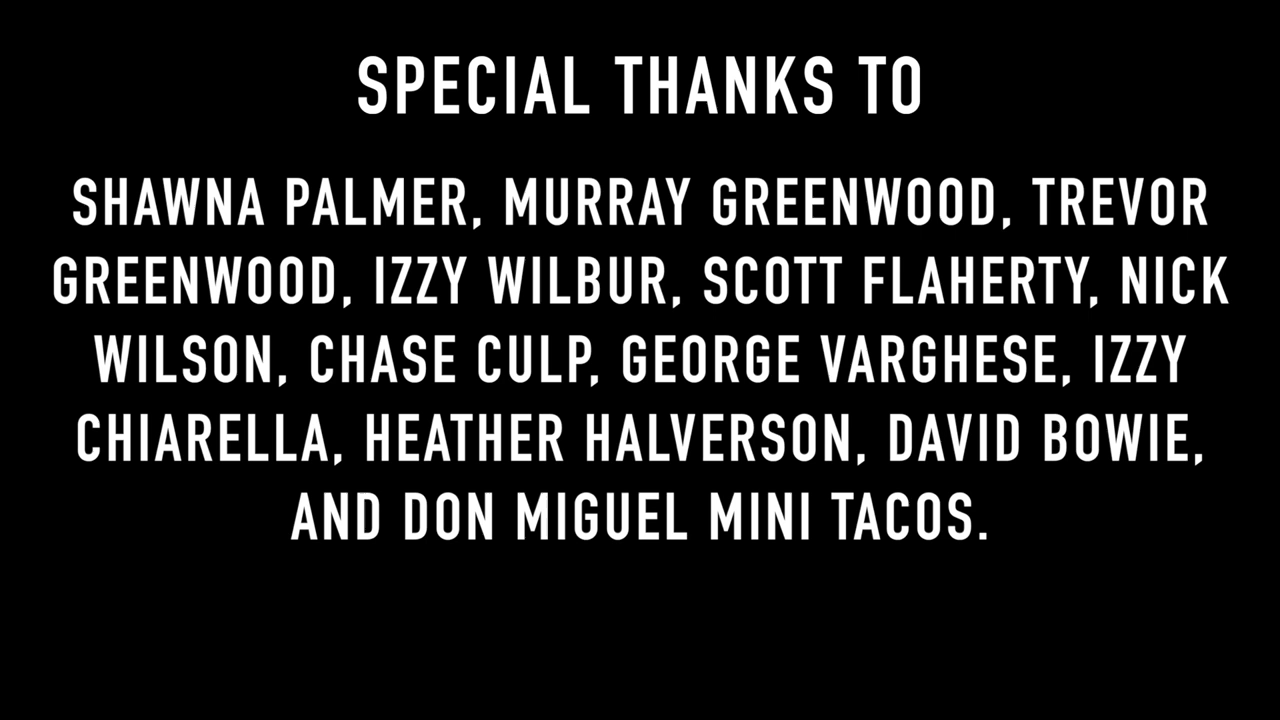 SPECIAL THANKS TO
SHAWNA PALMER, MURRAY GREENWOOD, TREVOR
GREENWOOD, IZZY WILBUR, SCOTT FLAHERTY, NICK
WILSON, CHASE CULP, GEORGE VARGHESE, IZZY
CHIARELLA, HEATHER HALVERSON, DAVID BOWIE,
AND DON MIGUEL MINI TACOS.